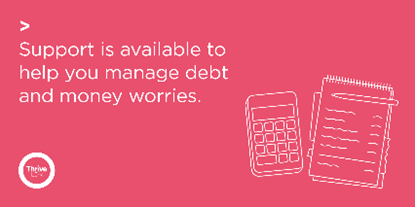 >
Support is available to
help you manage debt
and money worries.
Thrive